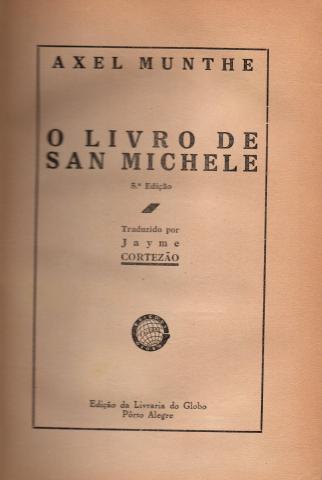 AXEL MUNTHE
O LIVRO DE
SAN MICHELE
5.ª Edição
Traduzido por
Jayme
CORTEZÃO
Edição da Livraria do Globo
Pôrto Alegre